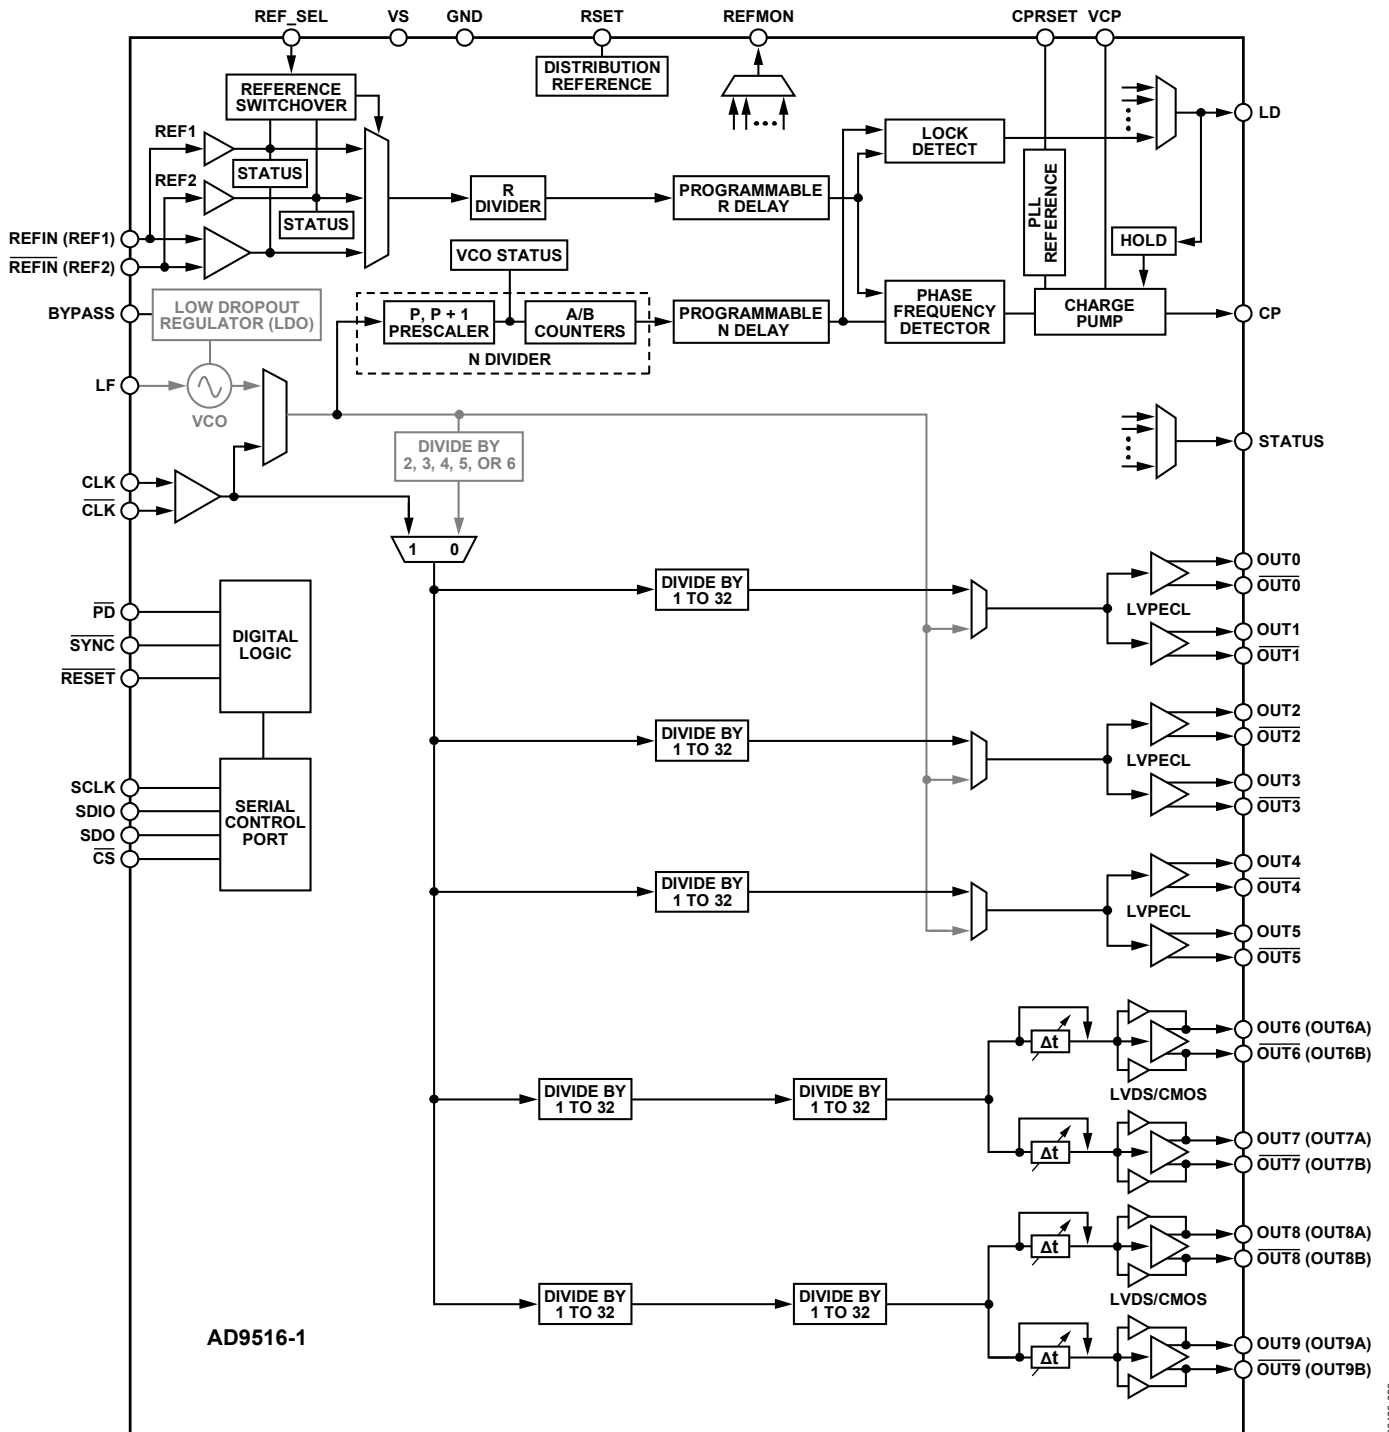 REF_SEL VS GND RSET REFMON CPRSET VCP
DISTRIBUTION
REFERENCE
REFERENCE
SWITCHOVER
REF1
STATUS
REF2
STATUS
REFIN (REF1)
REFIN (REF2)
BYPASS
LOW DROPOUT
REGULATOR (LDO)
LF
VCO
R
DIVIDER
VCO STATUS
P, P + 1
PRESCALER
A/B
COUNTERS
N DIVIDER
PROGRAMMABLE
R DELAY
PROGRAMMABLE
N DELAY
LOCK
DETECT
PHASE
FREQUENCY
DETECTOR
PLL
REFERENCE
HOLD
CHARGE
PUMP
LD
CP
STATUS
DIVIDE BY
2, 3, 4, 5, OR 6
CLK
CLK
1 0
PD
SYNC
RESET
DIGITAL
LOGIC
SCLK
SDIO
SDO
CS
SERIAL
CONTROL
PORT
DIVIDE BY
1 TO 32
LVPECL
OUT0
OUT0
OUT1
OUT1
DIVIDE BY
1 TO 32
LVPECL
OUT2
OUT2
OUT3
OUT3
DIVIDE BY
1 TO 32
LVPECL
OUT4
OUT4
OUT5
OUT5
DIVIDE BY
1 TO 32
DIVIDE BY
1 TO 32
Δt
Δt
LVDS/CMOS
OUT6 (OUT6A)
OUT6 (OUT6B)
OUT7 (OUT7A)
OUT7 (OUT7B)
DIVIDE BY
1 TO 32
DIVIDE BY
1 TO 32
Δt
Δt
LVDS/CMOS
OUT8 (OUT8A)
OUT8 (OUT8B)
OUT9 (OUT9A)
OUT9 (OUT9B)
AD9516-1